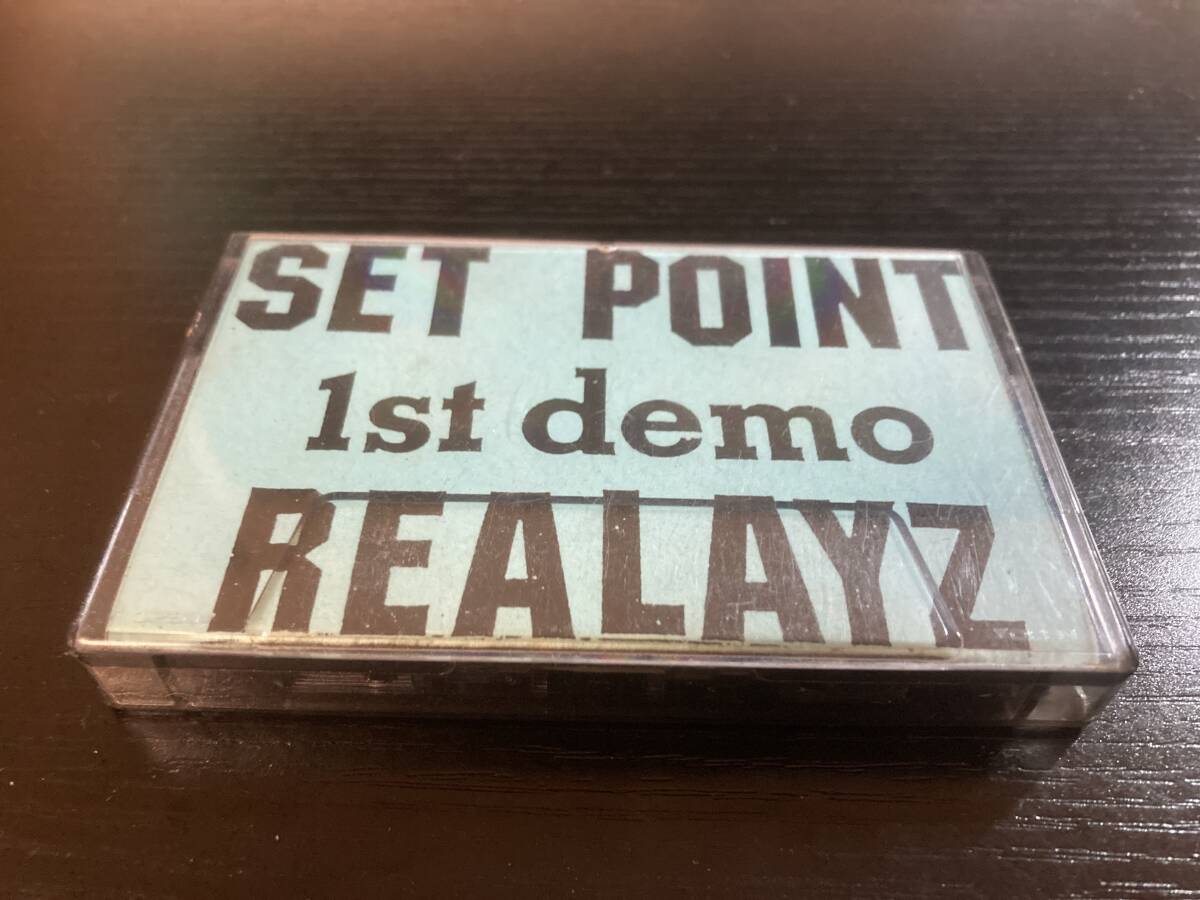 SET POINT
1st demo
REALAYZ